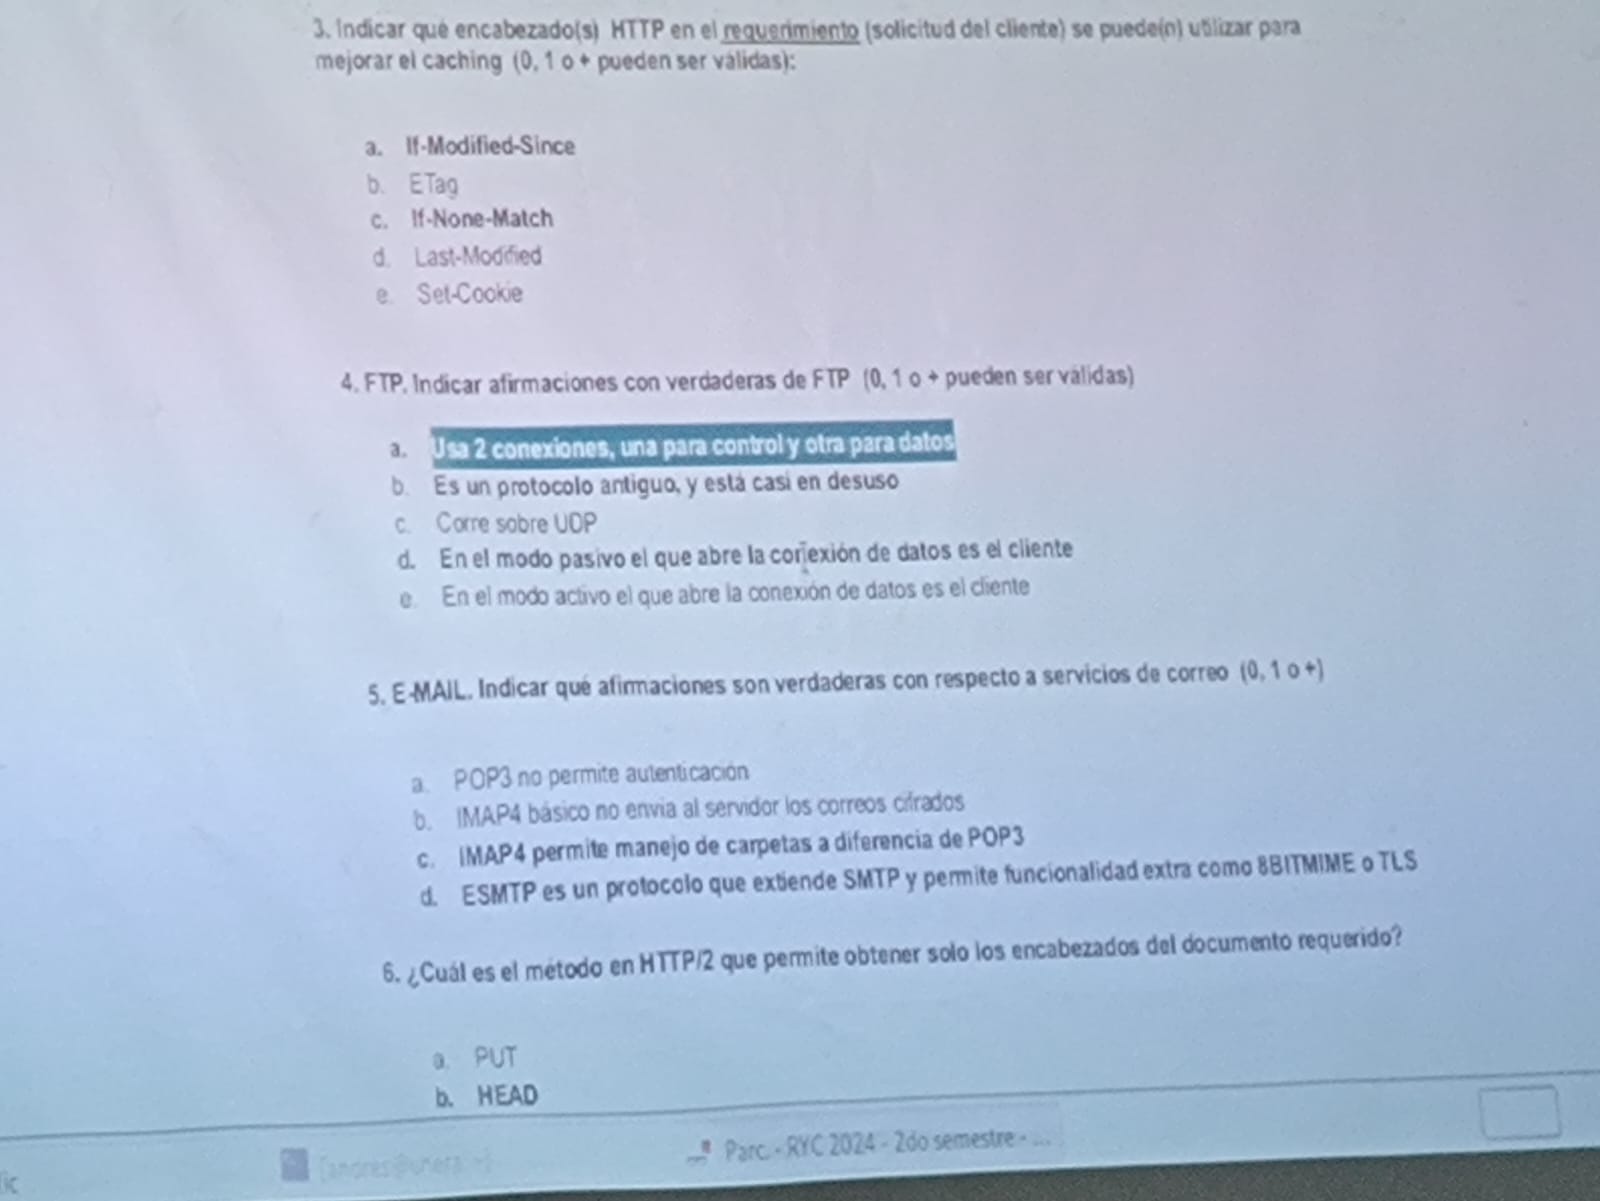 3. Indicar qué encabezado(s) HTTP en el requerimiento (solicitud del cliente) se puede(n) utilizar para
mejorar el caching (0, 1 o + pueden ser válidas):
a. If-Modified-Since
b. ETag
c. If-None-Match
d. Last-Modified
e. Set-Cookie
4. FTP. Indicar afirmaciones con verdaderas de FTP (0, 1 o + pueden ser válidas)
a. Usa 2 conexiones, una para control y otra para datos
b. Es un protocolo antiguo, y está casi en desuso
c. Corre sobre UDP
d. En el modo pasivo el que abre la conexión de datos es el cliente
e. En el modo activo el que abre la conexión de datos es el cliente
5. E-MAIL. Indicar qué afirmaciones son verdaderas con respecto a servicios de correo (0, 1 o +)
a. POP3 no permite autenticación
b. IMAP4 básico no envía al servidor los correos cifrados
c. IMAP4 permite manejo de carpetas a diferencia de POP3
d. ESMTP es un protocolo que extiende SMTP y permite funcionalidad extra como 8BITMIME o TLS
6. ¿Cuál es el método en HTTP/2 que permite obtener solo los encabezados del documento requerido?
a. PUT
b. HEAD
Parc. - RYC 2024 - 2do semestre - ...